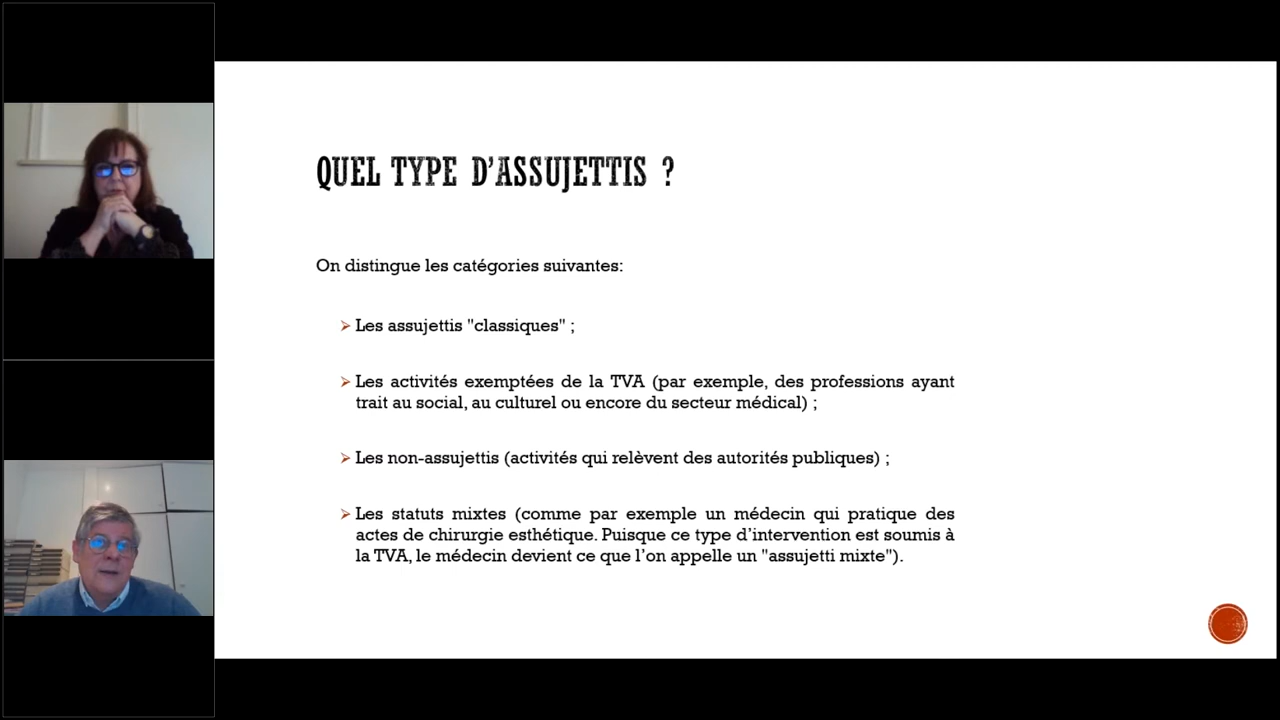 QUEL TYPE D'ASSUJETTIS ?
On distingue les catégories suivantes:
➢ Les assujettis "classiques" ;
➢ Les activités exemptées de la TVA (par exemple, des professions ayant
trait au social, au culturel ou encore du secteur médical) ;
➢ Les non-assujettis (activités qui relèvent des autorités publiques) ;
➢ Les statuts mixtes (comme par exemple un médecin qui pratique des
actes de chirurgie esthétique. Puisque ce type d'intervention est soumis à
la TVA, le médecin devient ce que l'on appelle un "assujetti mixte").